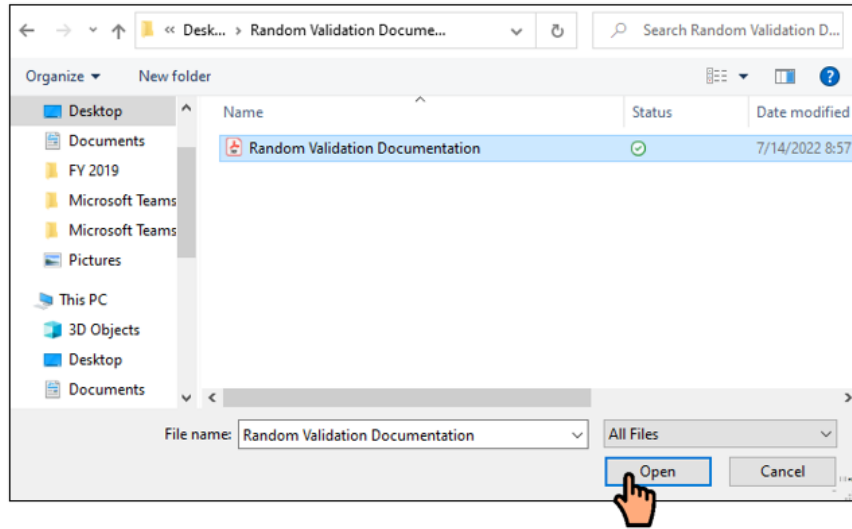 « Desk... › Random Validation Docume...
Search Random Validation D...
Organize
New folder
Name
Status
Date modified
Random Validation Documentation
7/14/2022 8:57
Desktop
Documents
FY 2019
Microsoft Teams
Microsoft Teams
Pictures
This PC
3D Objects
Desktop
Documents
File name:
Random Validation Documentation
All Files
Open
Cancel